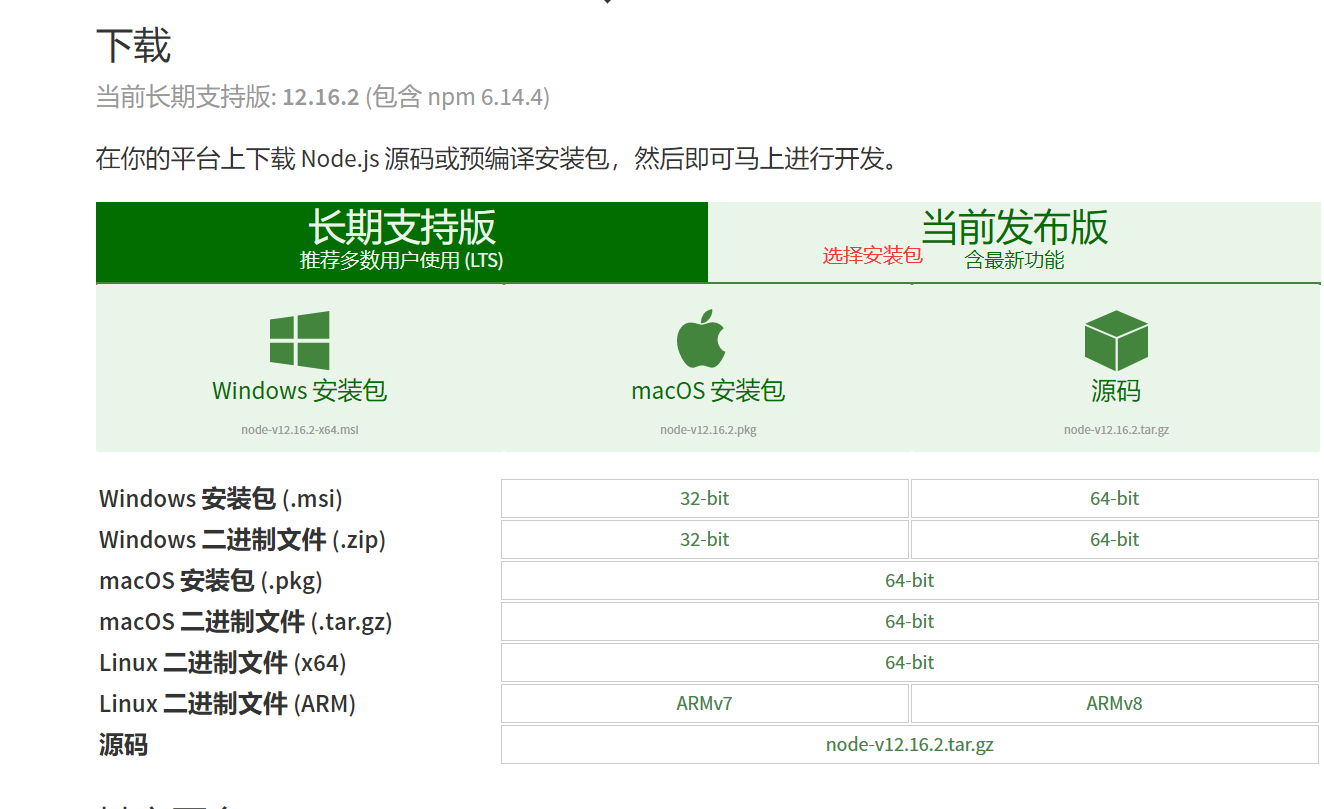 下载
当前长期支持版: 12.16.2 (包含 npm 6.14.4)
在你的平台上下载 Node.js 源码或预编译安装包，然后即可马上进行开发。
长期支持版
推荐多数用户使用 (LTS)
当前发布版
选择安装包
含最新功能
Windows 安装包
node-v12.16.2-x64.msi
macOS 安装包
node-v12.16.2.pkg
源码
node-v12.16.2.tar.gz
Windows 安装包 (.msi) 32-bit 64-bit
Windows 二进制文件 (.zip) 32-bit 64-bit
macOS 安装包 (.pkg) 64-bit
macOS 二进制文件 (.tar.gz) 64-bit
Linux 二进制文件 (x64) 64-bit
Linux 二进制文件 (ARM) ARMv7 ARMv8
源码 node-v12.16.2.tar.gz